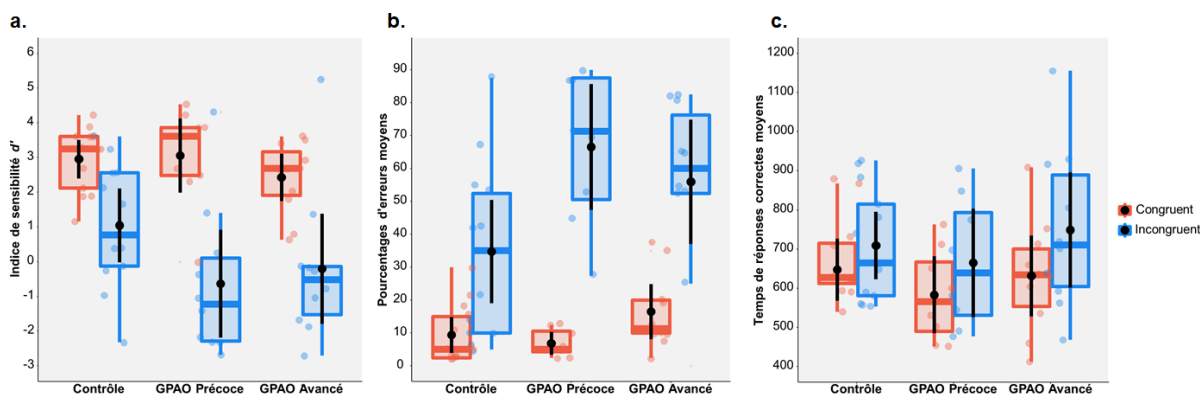 a.
Indice de sensibilité d’
6
5
4
3
2
1
0
-1
-2
-3
Contrôle GPAO Précoce GPAO Avancé
b.
Pourcentages d'erreurs moyens
90
80
70
60
50
40
30
20
10
0
Contrôle GPAO Précoce GPAO Avancé
c.
Temps de réponses correctes moyens
1200
1100
1000
900
800
700
600
500
400
Contrôle GPAO Précoce GPAO Avancé
Congruent
Incongruent